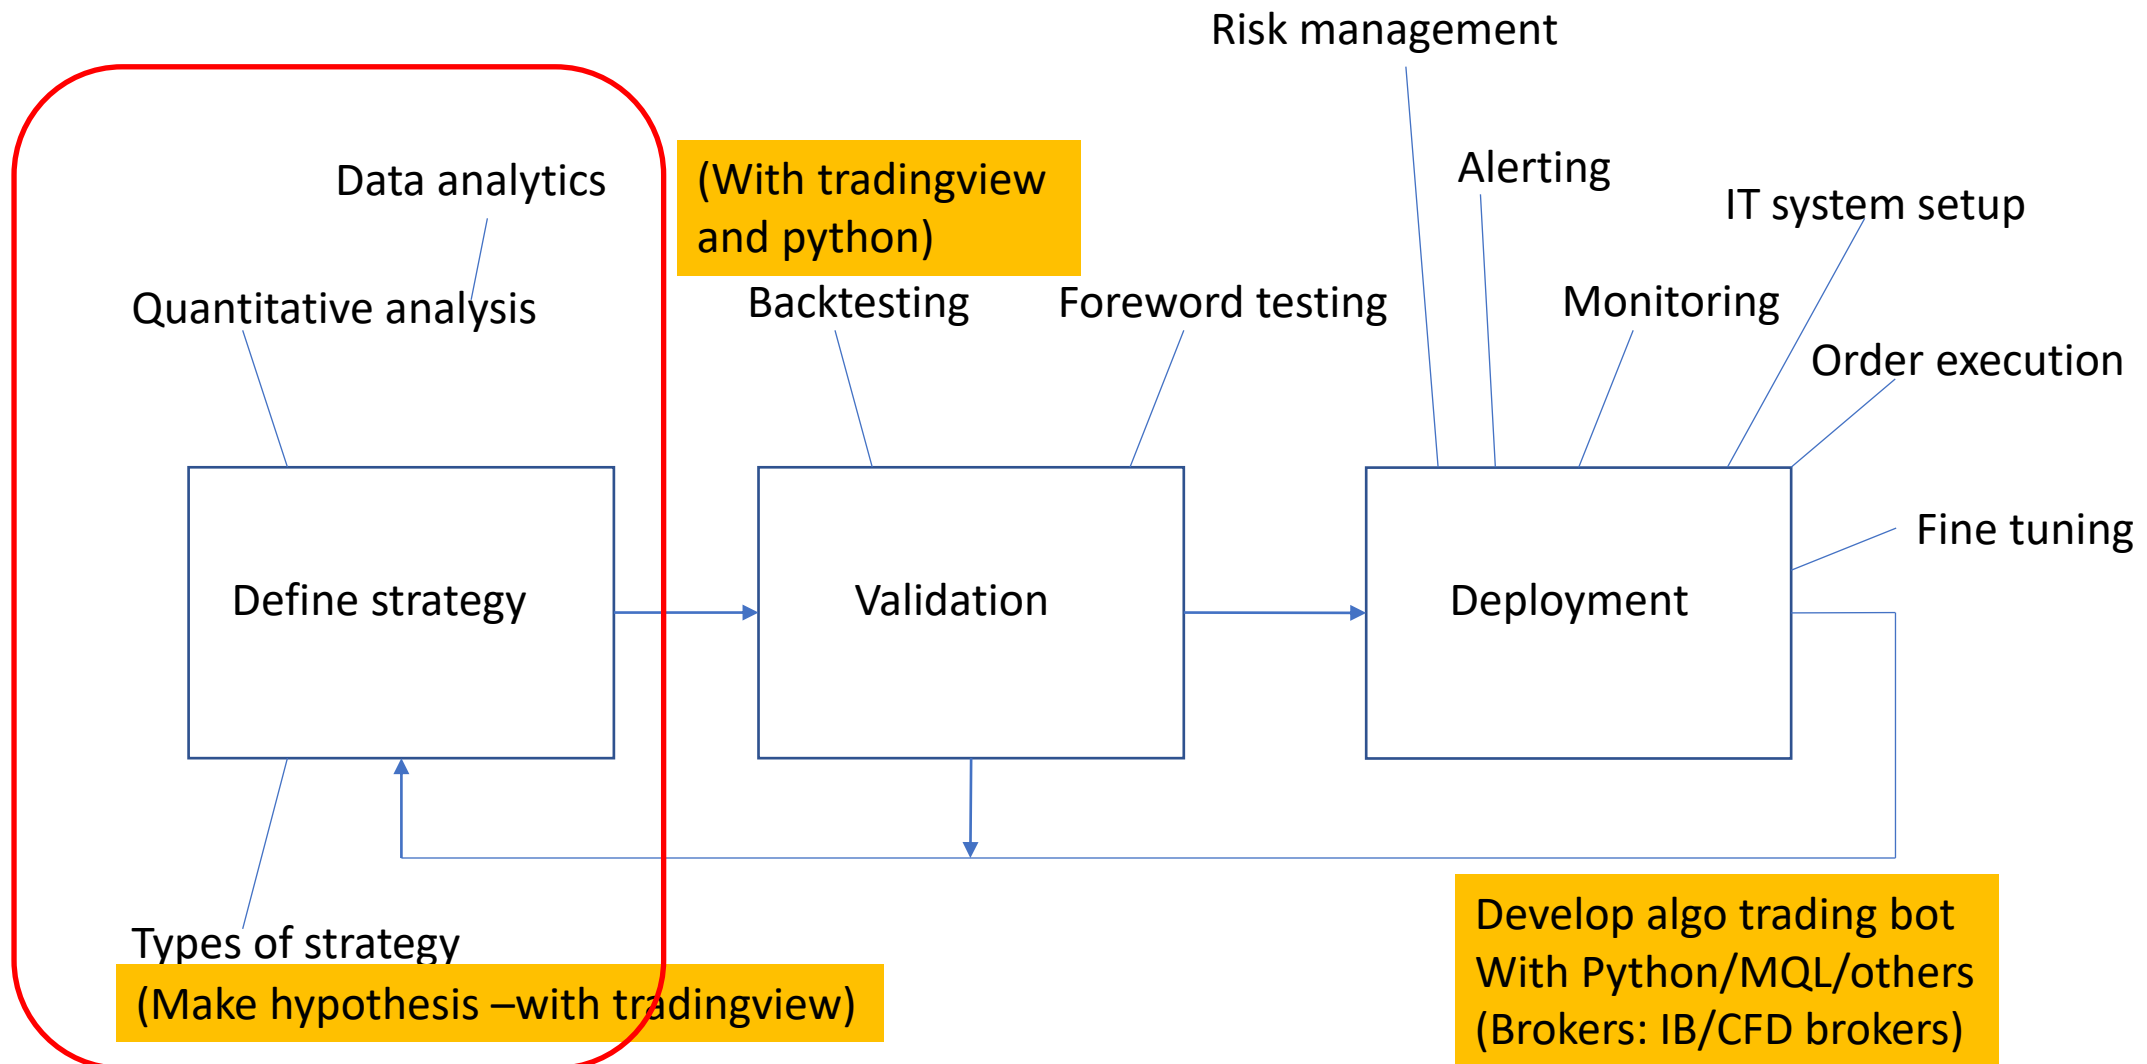 Risk management
Data analytics
(With tradingview
and python)
Alerting
IT system setup
Quantitative analysis
Backtesting
Foreword testing
Monitoring
Order execution
Fine tuning
Define strategy
Validation
Deployment
Types of strategy
(Make hypothesis –with tradingview)
Develop algo trading bot
With Python/MQL/others
(Brokers: IB/CFD brokers)